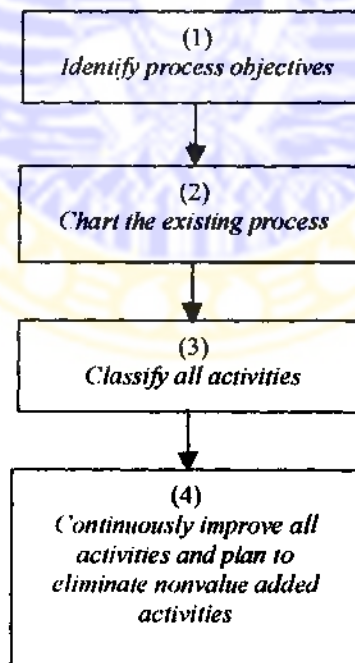 (1)
Identify process objectives
(2)
Chart the existing process
(3)
Classify all activities
(4)
Continuously improve all
activities and plan to
eliminate nonvalue added
activities